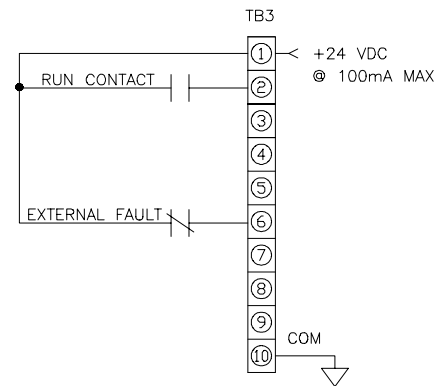 TB3
1 +24 VDC
@ 100mA MAX
RUN CONTACT 2
3
4
5
EXTERNAL FAULT 6
7
8
9
COM
10